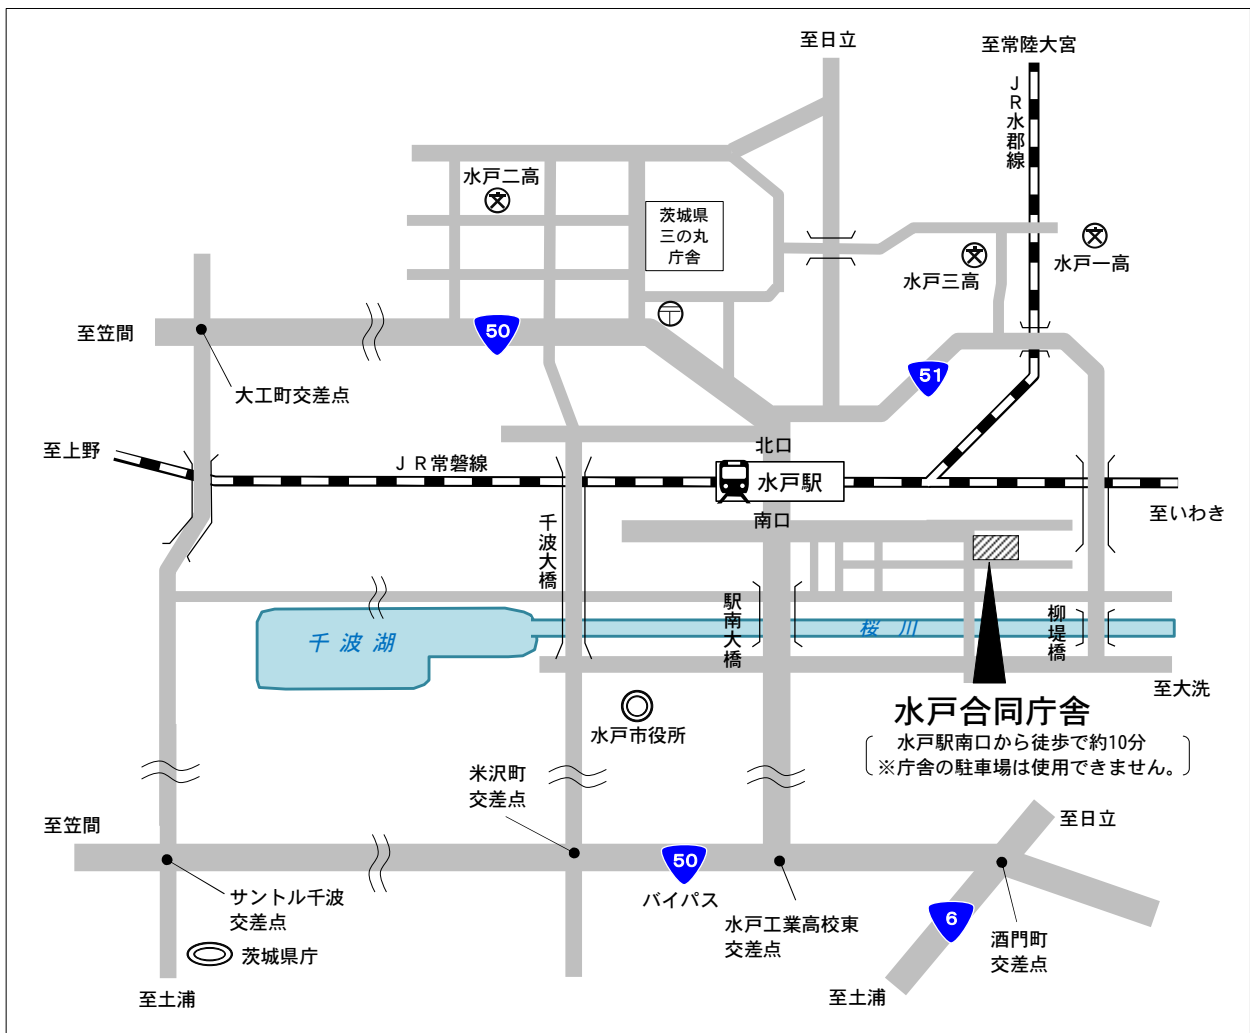 至日立
至常陸大宮
JR水郡線
水戸二高
茨城県
三の丸
庁舎
水戸三高
水戸一高
〒
至笠間
50
51
大工町交差点
北口
至上野
JR常磐線
水戸駅
至いわき
南口
千波大橋
駅南大橋
柳堤橋
千波湖
桜川
至大洗
水戸合同庁舎
水戸駅南口から徒歩で約10分
※庁舎の駐車場は使用できません。
水戸市役所
米沢町
交差点
至笠間
至日立
50
バイパス
サントル千波
交差点
水戸工業高校東
交差点
6
酒門町
交差点
茨城県庁
至土浦
至土浦